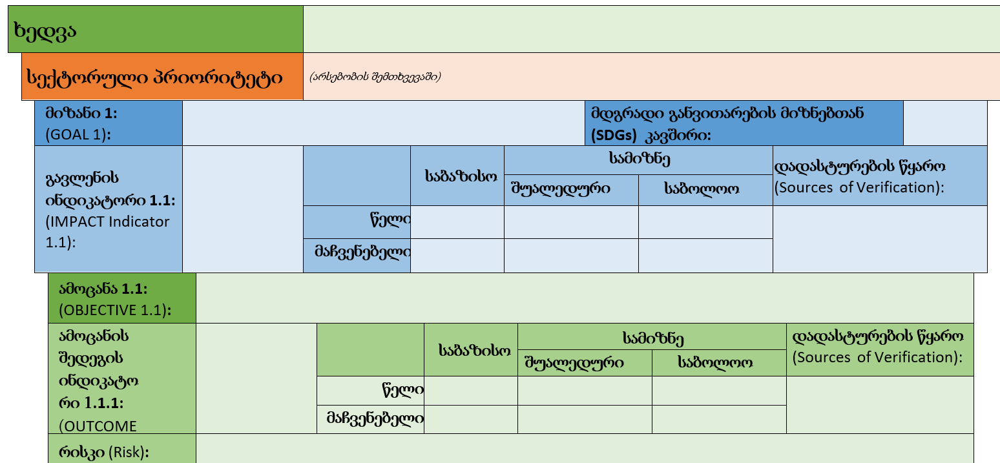 ხედვა
სექტორული პრიორიტეტი
(არსებობის შემთხვევაში)
მიზანი 1:
(GOAL 1):
მდგრადი განვითარების მიზნებთან
(SDGs) კავშირი:
გავლენის
ინდიკატორი 1.1:
(IMPACT Indicator
1.1):
საბაზისო
სამიზნე
შუალედური
საბოლოო
დადასტურების წყარო
(Sources of Verification):
წელი
მაჩვენებელი
ამოცანა 1.1:
(OBJECTIVE 1.1):
ამოცანის
შედეგის
ინდიკატო
რი 1.1.1:
(OUTCOME
საბაზისო
სამიზნე
შუალედური
საბოლოო
დადასტურების წყარო
(Sources of Verification):
წელი
მაჩვენებელი
რისკი (Risk):